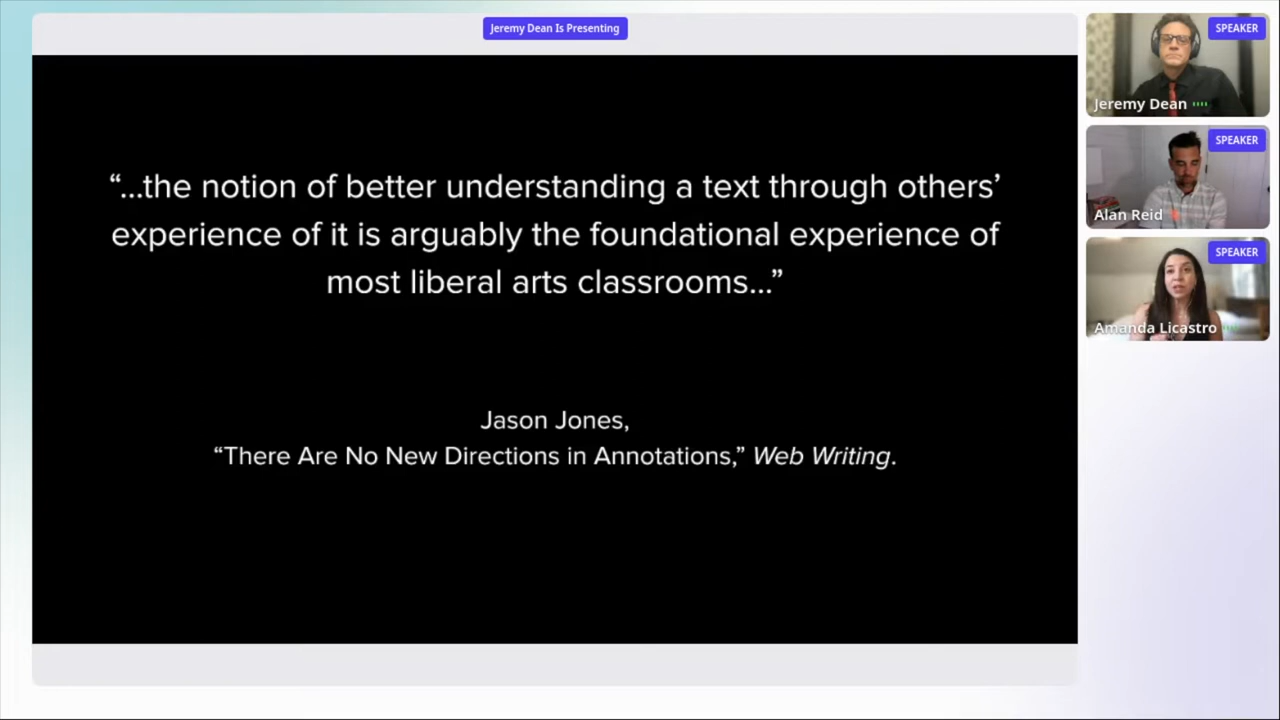 Jeremy Dean Is Presenting
“...the notion of better understanding a text through others’
experience of it is arguably the foundational experience of
most liberal arts classrooms...”
Jason Jones,
“There Are No New Directions in Annotations,” Web Writing.
SPEAKER
Jeremy Dean
SPEAKER
Alan Reid
SPEAKER
Amanda Licastro